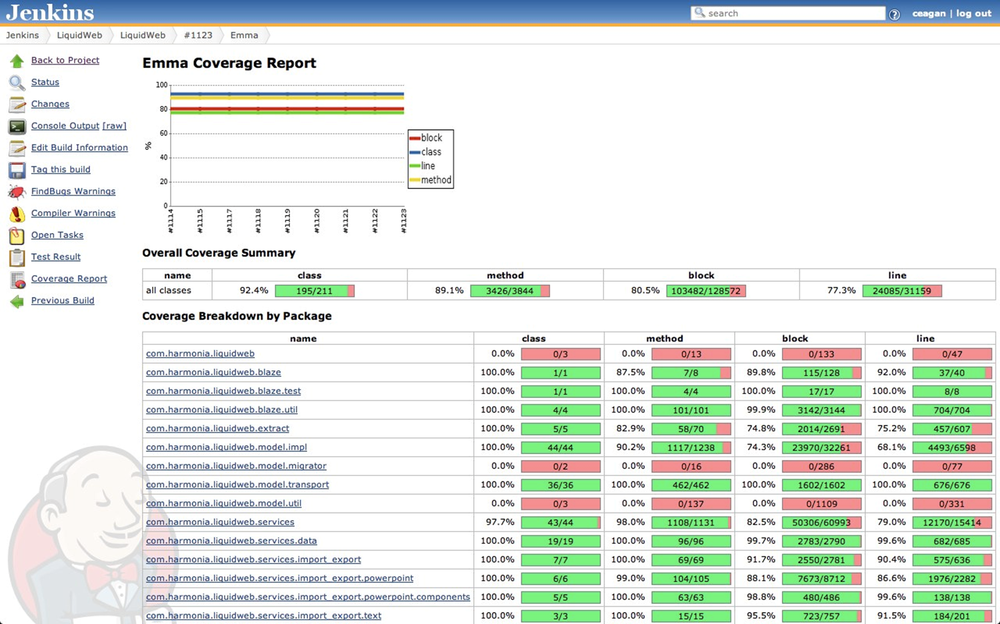 Jenkins
search
ceagan | log out
Jenkins LiquidWeb LiquidWeb #1123 Emma
Back to Project
Status
Changes
Console Output [raw]
Edit Build Information
Tag this build
FindBugs Warnings
Compiler Warnings
Open Tasks
Test Result
Coverage Report
Previous Build
Emma Coverage Report
100
80
60
40
20
0
%
#1114 #1115 #1117 #1118 #1119 #1120 #1121 #1122 #1123
block
class
line
method
Overall Coverage Summary
name class method block line
all classes 92.4% 195/211 89.1% 3426/3844 80.5% 103482/128572 77.3% 24085/31159
Coverage Breakdown by Package
name class method block line
com.harmonia.liquidweb 0.0% 0/3 0.0% 0/13 0.0% 0/133 0.0% 0/47
com.harmonia.liquidweb.blaze 100.0% 1/1 87.5% 7/8 89.8% 115/128 92.0% 37/40
com.harmonia.liquidweb.blaze.test 100.0% 1/1 100.0% 4/4 100.0% 17/17 100.0% 8/8
com.harmonia.liquidweb.blaze.util 100.0% 4/4 100.0% 101/101 99.9% 3142/3144 100.0% 704/704
com.harmonia.liquidweb.extract 100.0% 5/5 82.9% 58/70 74.8% 2014/2691 75.2% 457/607
com.harmonia.liquidweb.model.impl 100.0% 44/44 90.2% 1117/1238 74.3% 23970/32261 68.1% 4493/6598
com.harmonia.liquidweb.model.migrator 0.0% 0/2 0.0% 0/16 0.0% 0/286 0.0% 0/77
com.harmonia.liquidweb.model.transport 100.0% 36/36 100.0% 462/462 100.0% 1602/1602 100.0% 676/676
com.harmonia.liquidweb.model.util 0.0% 0/3 0.0% 0/137 0.0% 0/1109 0.0% 0/331
com.harmonia.liquidweb.services 97.7% 43/44 98.0% 1108/1131 82.5% 50306/60993 79.0% 12170/15414
com.harmonia.liquidweb.services.data 100.0% 19/19 100.0% 96/96 99.7% 2783/2790 99.6% 682/685
com.harmonia.liquidweb.services.import_export 100.0% 7/7 100.0% 69/69 91.7% 2550/2781 90.4% 575/636
com.harmonia.liquidweb.services.import_export.powerpoint 100.0% 6/6 99.0% 104/105 88.1% 7673/8712 86.6% 1976/2282
com.harmonia.liquidweb.services.import_export.powerpoint.components 100.0% 5/5 100.0% 63/63 98.8% 480/486 99.6% 138/138
com.harmonia.liquidweb.services.import_export.text 100.0% 3/3 100.0% 15/15 95.5% 723/757 91.5% 184/201